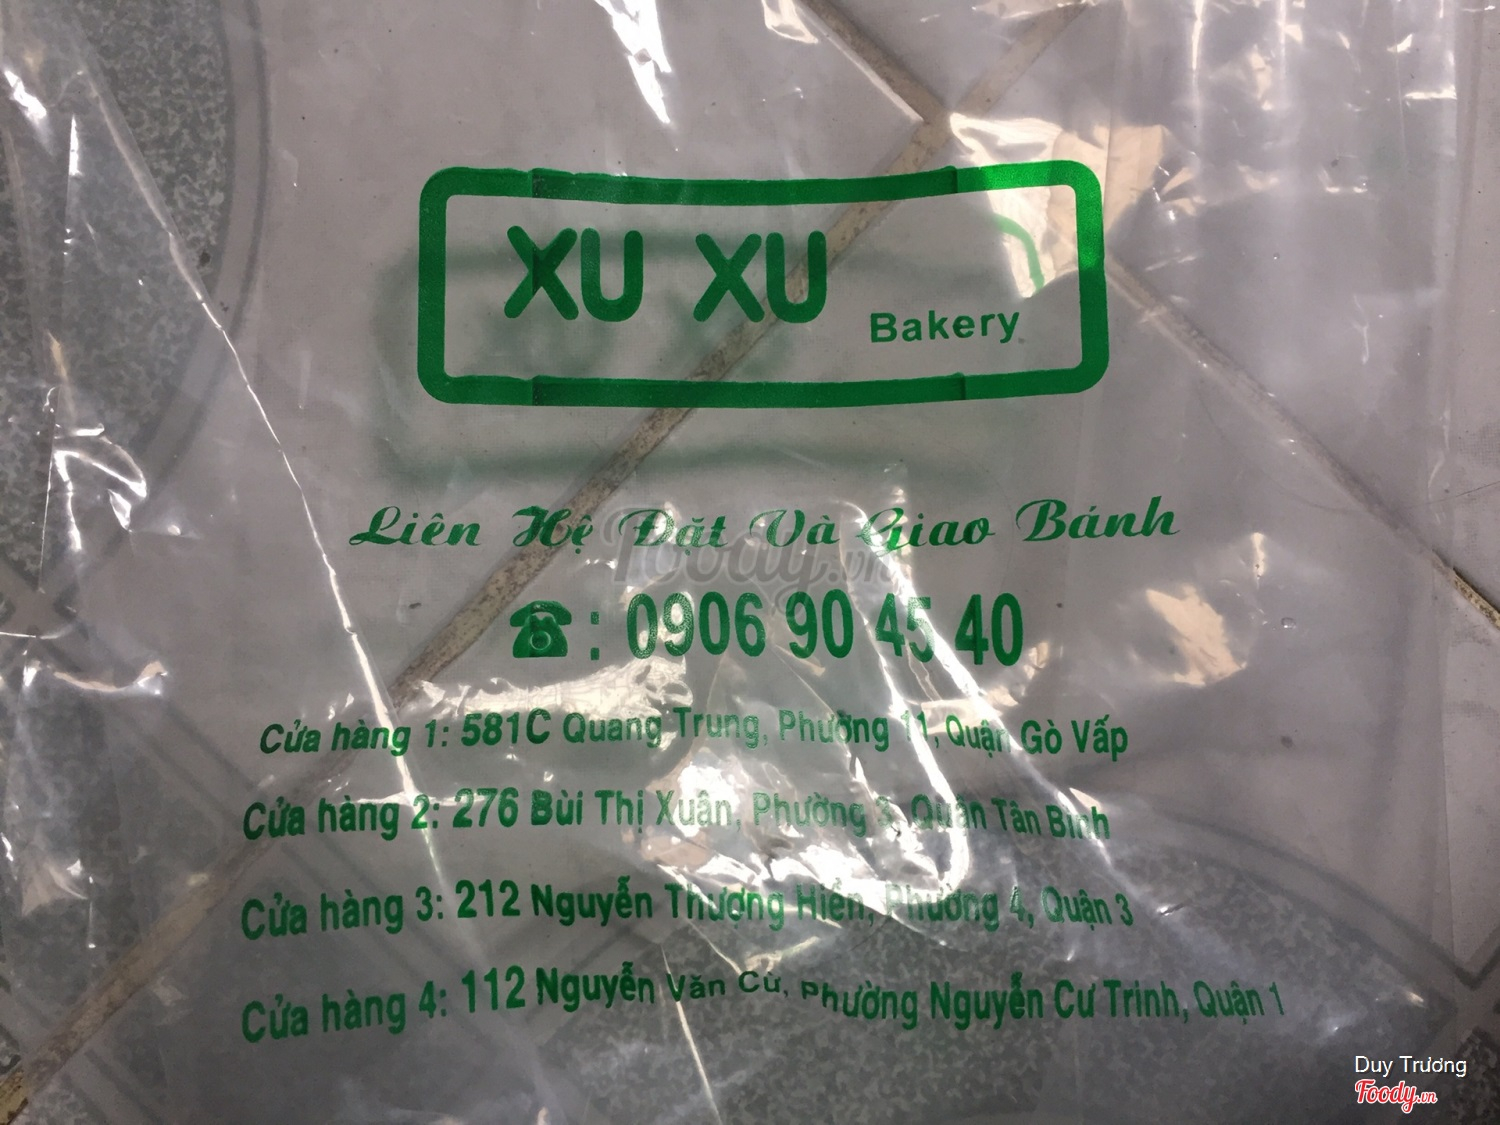 XU XU
Bakery
Liên Hệ Đặt Và Giao Bánh
☎: 0906 90 45 40
Cửa hàng 1: 581C Quang Trung, Phường 11, Quận Gò Vấp
Cửa hàng 2: 276 Bùi Thị Xuân, Phường 3, Quận Tân Bình
Cửa hàng 3: 212 Nguyễn Thượng Hiền, Phường 4, Quận 3
Cửa hàng 4: 112 Nguyễn Văn Cừ, Phường Nguyễn Cư Trinh, Quận 1
Foody.vn
Duy Trương
Foody.vn